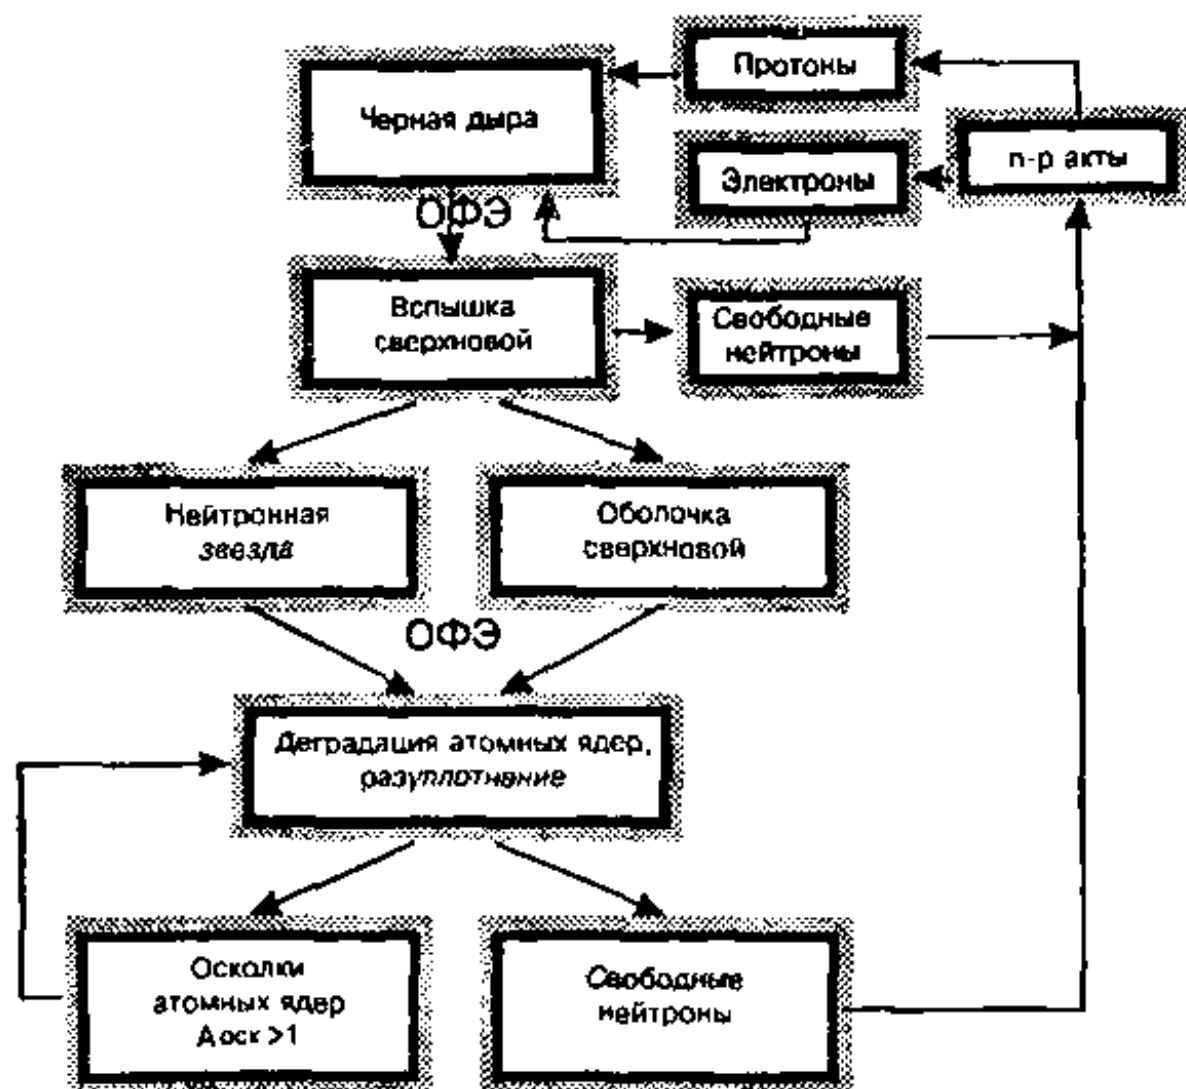 Протоны
Черная дыра
n-p акты
Электроны
ОФЭ
Вспышка
сверхновой
Свободные
нейтроны
Нейтронная
звезда
Оболочка
сверхновой
ОФЭ
Деградация атомных ядер,
разуплотнение
Осколки
атомных ядер
А оск >1
Свободные
нейтроны